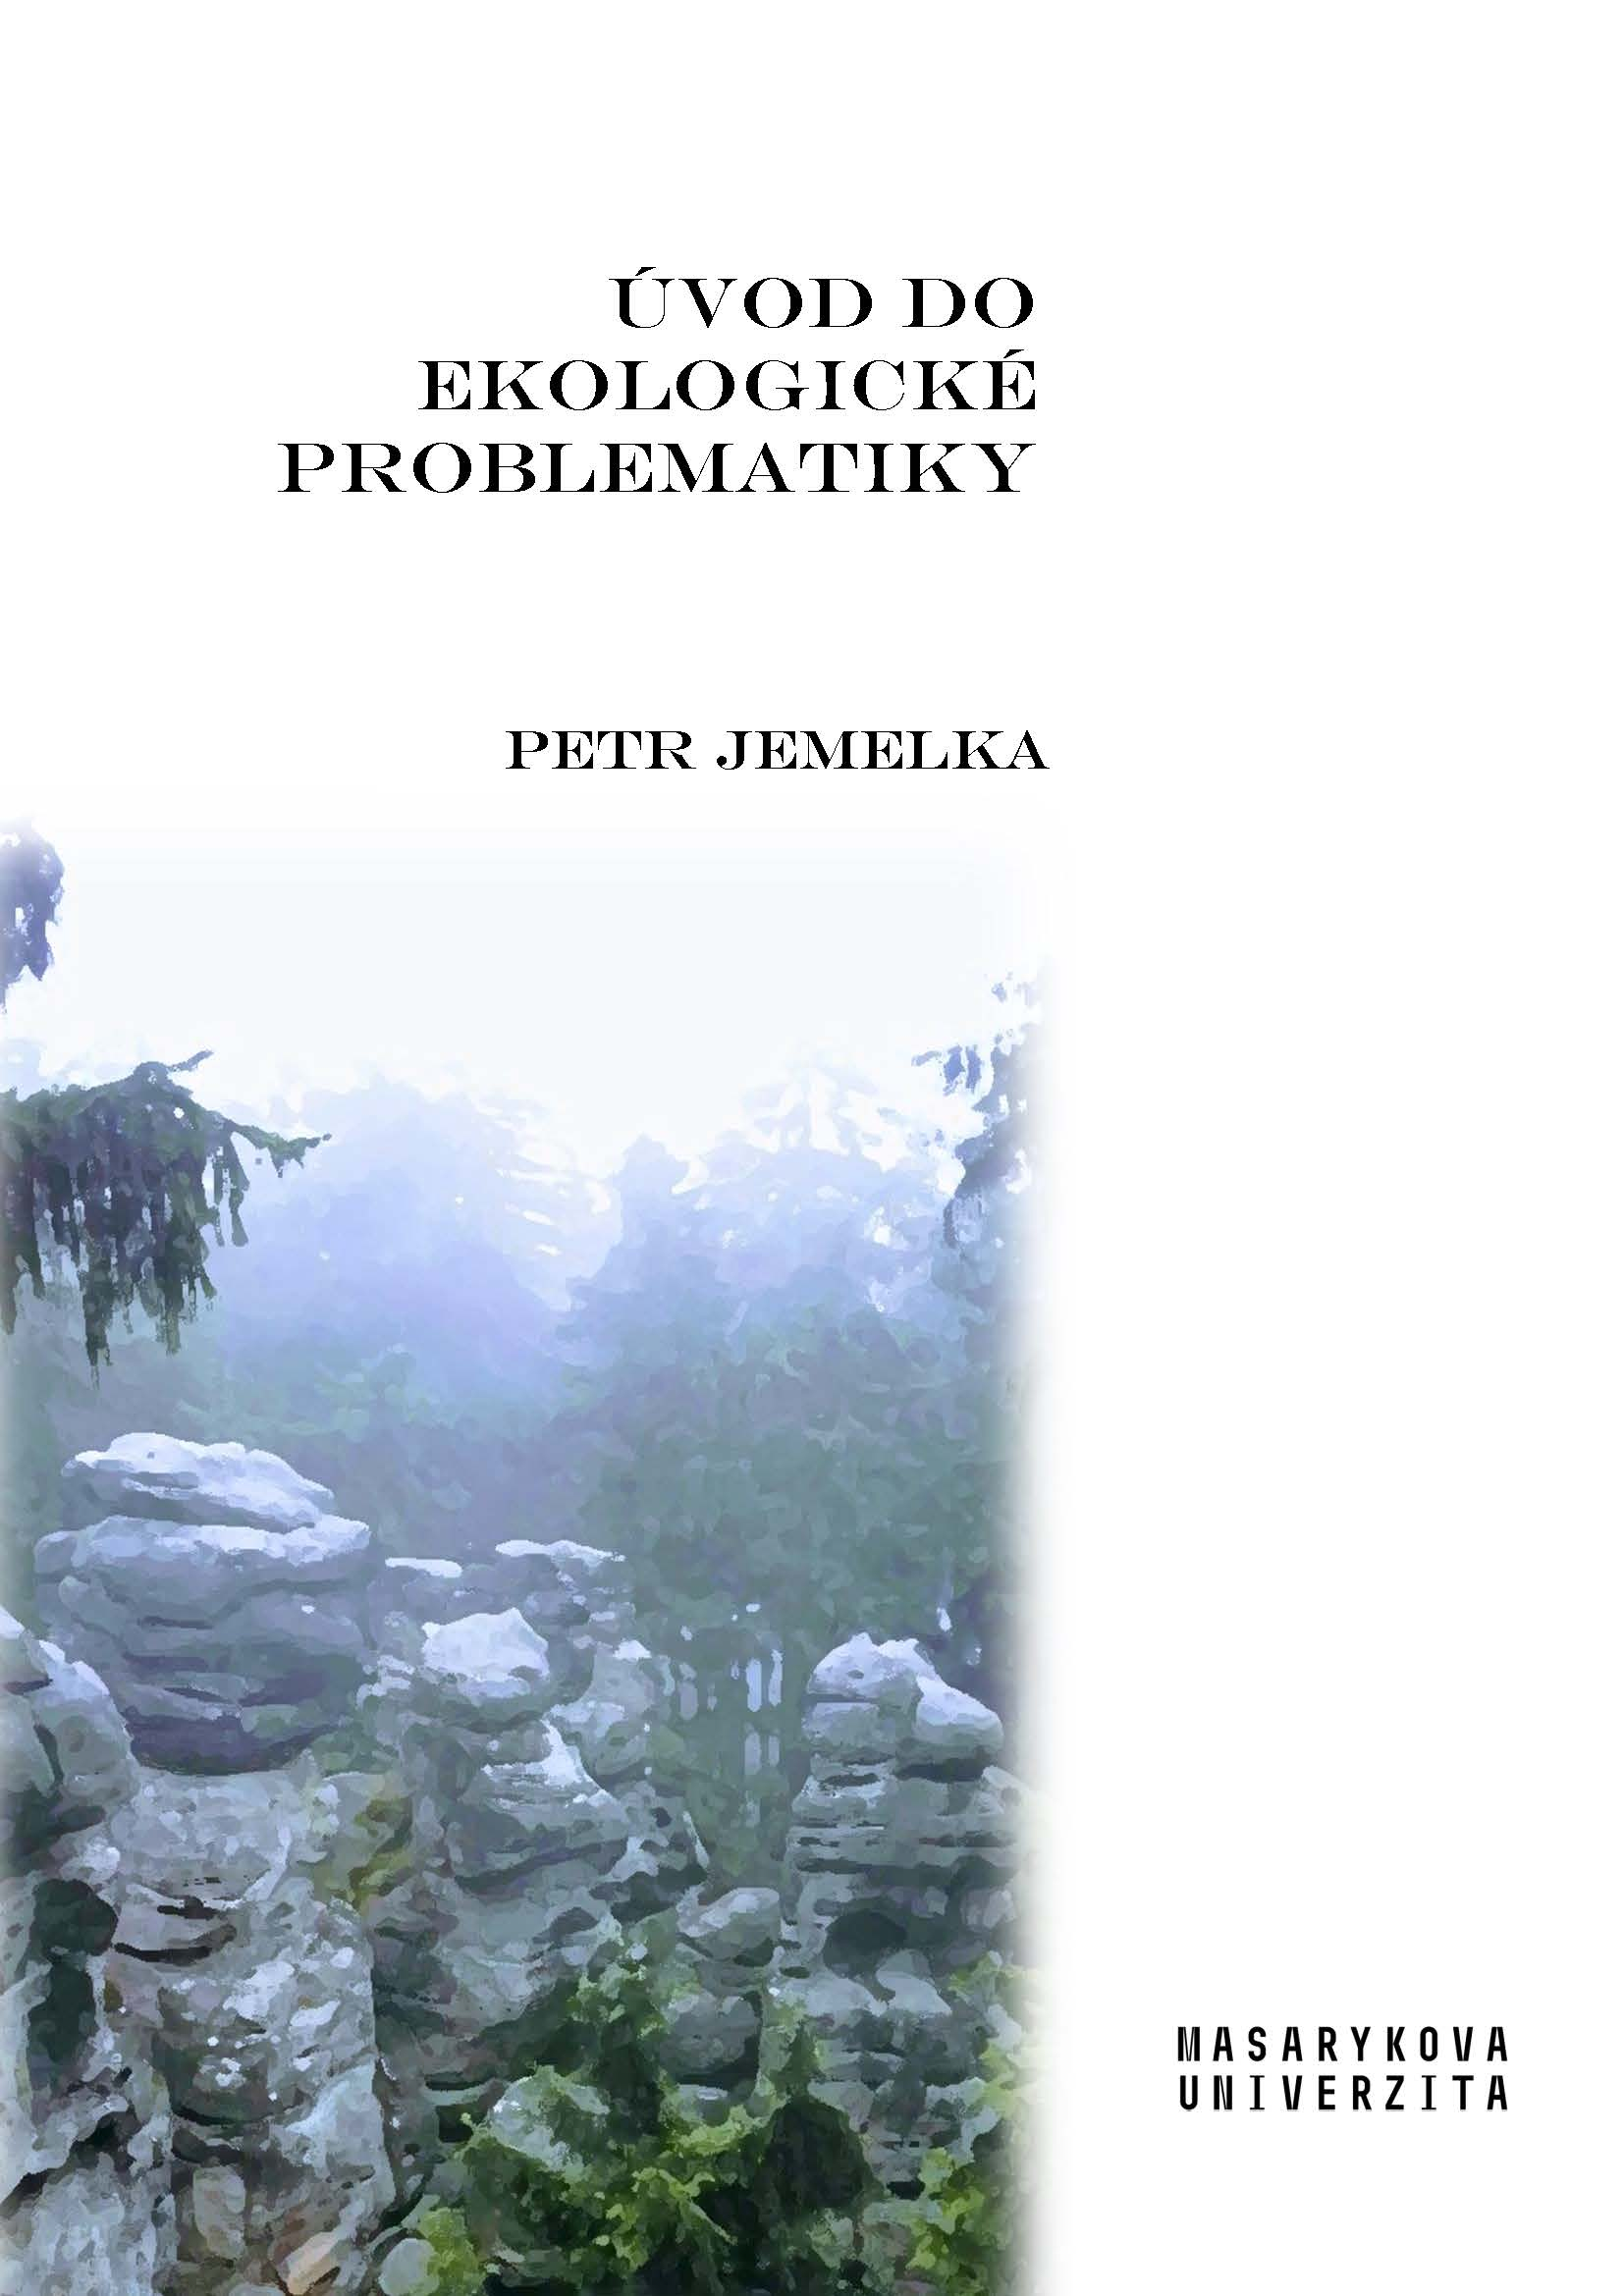 ÚVOD DO
EKOLOGICKÉ
PROBLEMATIKY
PETR JEMELKA
MASARYKOVA
UNIVERZITA